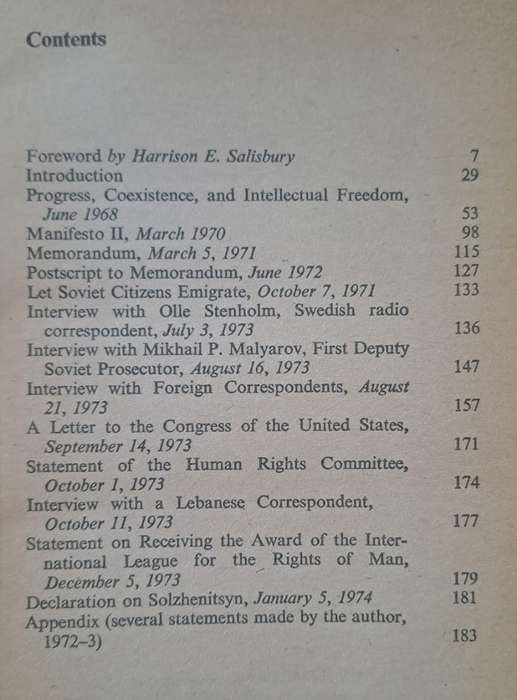 Contents
Foreword by Harrison E. Salisbury 7
Introduction 29
Progress, Coexistence, and Intellectual Freedom,
June 1968 53
Manifesto II, March 1970 98
Memorandum, March 5, 1971 115
Postscript to Memorandum, June 1972 127
Let Soviet Citizens Emigrate, October 7, 1971 133
Interview with Olle Stenholm, Swedish radio
correspondent, July 3, 1973 136
Interview with Mikhail P. Malyarov, First Deputy
Soviet Prosecutor, August 16, 1973 147
Interview with Foreign Correspondents, August
21, 1973 157
A Letter to the Congress of the United States,
September 14, 1973 171
Statement of the Human Rights Committee,
October 1, 1973 174
Interview with a Lebanese Correspondent,
October 11, 1973 177
Statement on Receiving the Award of the Inter-
national League for the Rights of Man,
December 5, 1973 179
Declaration on Solzhenitsyn, January 5, 1974 181
Appendix (several statements made by the author,
1972–3) 183